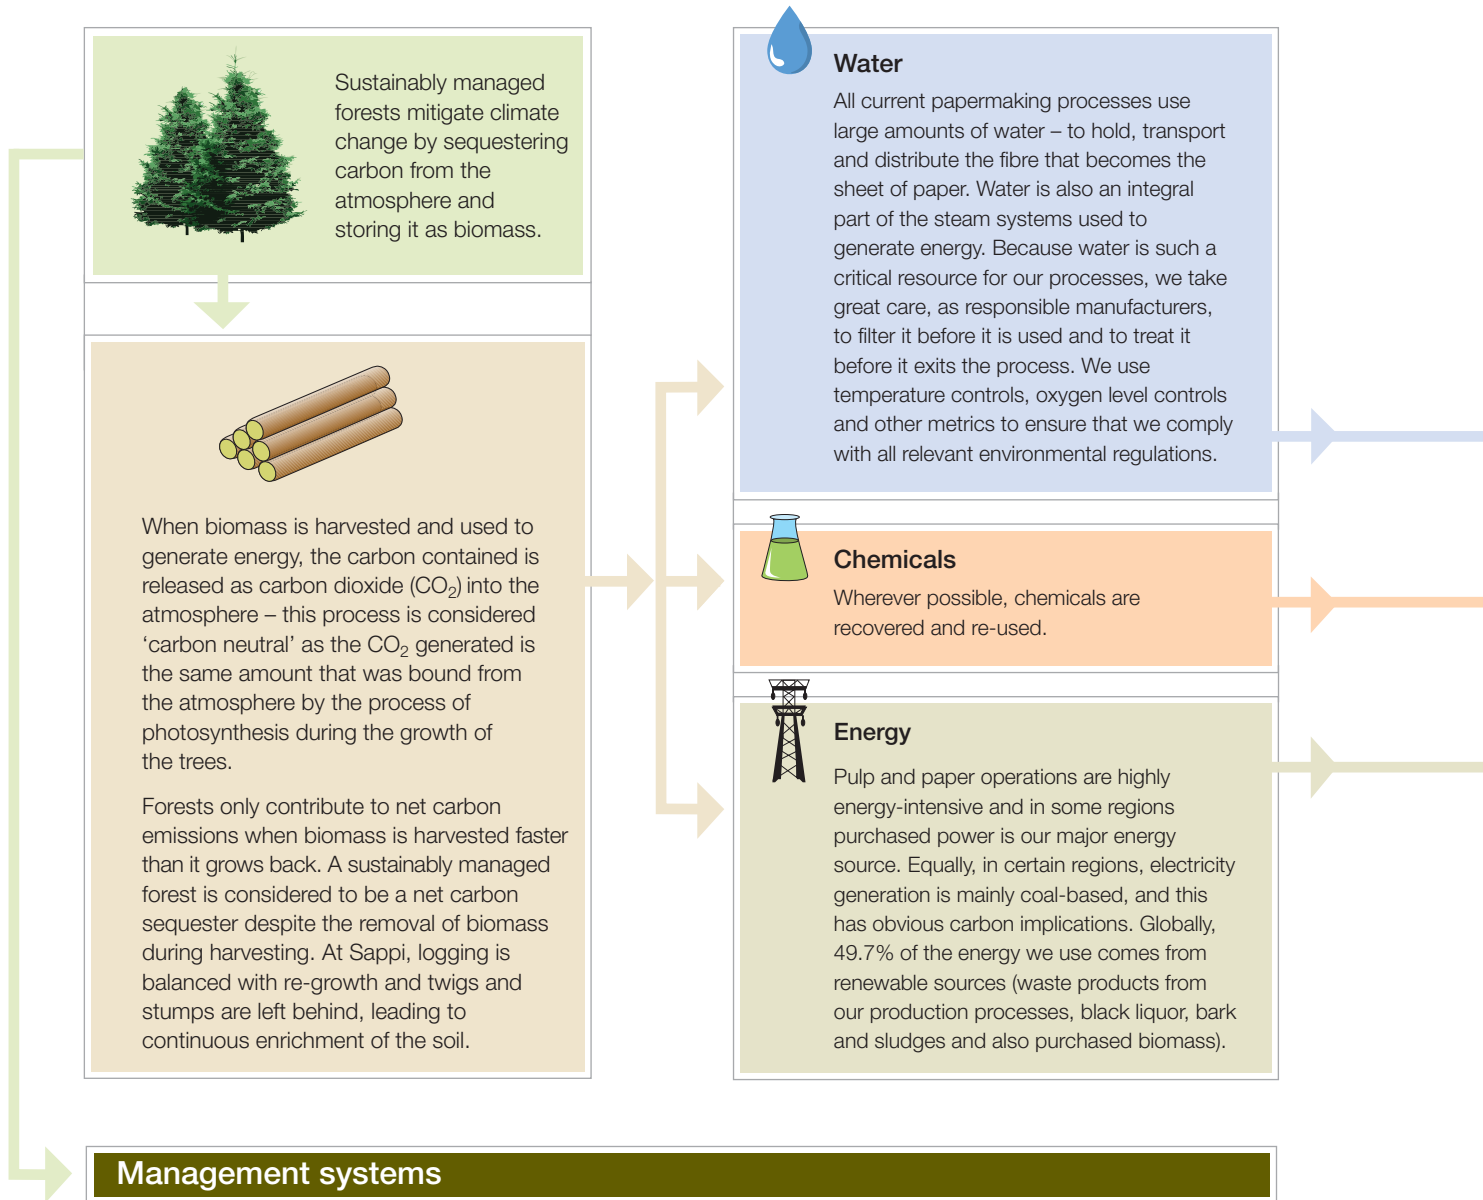 Sustainably managed
forests mitigate climate
change by sequestering
carbon from the
atmosphere and
storing it as biomass.
When biomass is harvested and used to
generate energy, the carbon contained is
released as carbon dioxide (CO₂) into the
atmosphere – this process is considered
‘carbon neutral’ as the CO₂ generated is
the same amount that was bound from
the atmosphere by the process of
photosynthesis during the growth of
the trees.
Forests only contribute to net carbon
emissions when biomass is harvested faster
than it grows back. A sustainably managed
forest is considered to be a net carbon
sequester despite the removal of biomass
during harvesting. At Sappi, logging is
balanced with re-growth and twigs and
stumps are left behind, leading to
continuous enrichment of the soil.
Water
All current papermaking processes use
large amounts of water – to hold, transport
and distribute the fibre that becomes the
sheet of paper. Water is also an integral
part of the steam systems used to
generate energy. Because water is such a
critical resource for our processes, we take
great care, as responsible manufacturers,
to filter it before it is used and to treat it
before it exits the process. We use
temperature controls, oxygen level controls
and other metrics to ensure that we comply
with all relevant environmental regulations.
Chemicals
Wherever possible, chemicals are
recovered and re-used.
Energy
Pulp and paper operations are highly
energy-intensive and in some regions
purchased power is our major energy
source. Equally, in certain regions, electricity
generation is mainly coal-based, and this
has obvious carbon implications. Globally,
49.7% of the energy we use comes from
renewable sources (waste products from
our production processes, black liquor, bark
and sludges and also purchased biomass).
Management systems